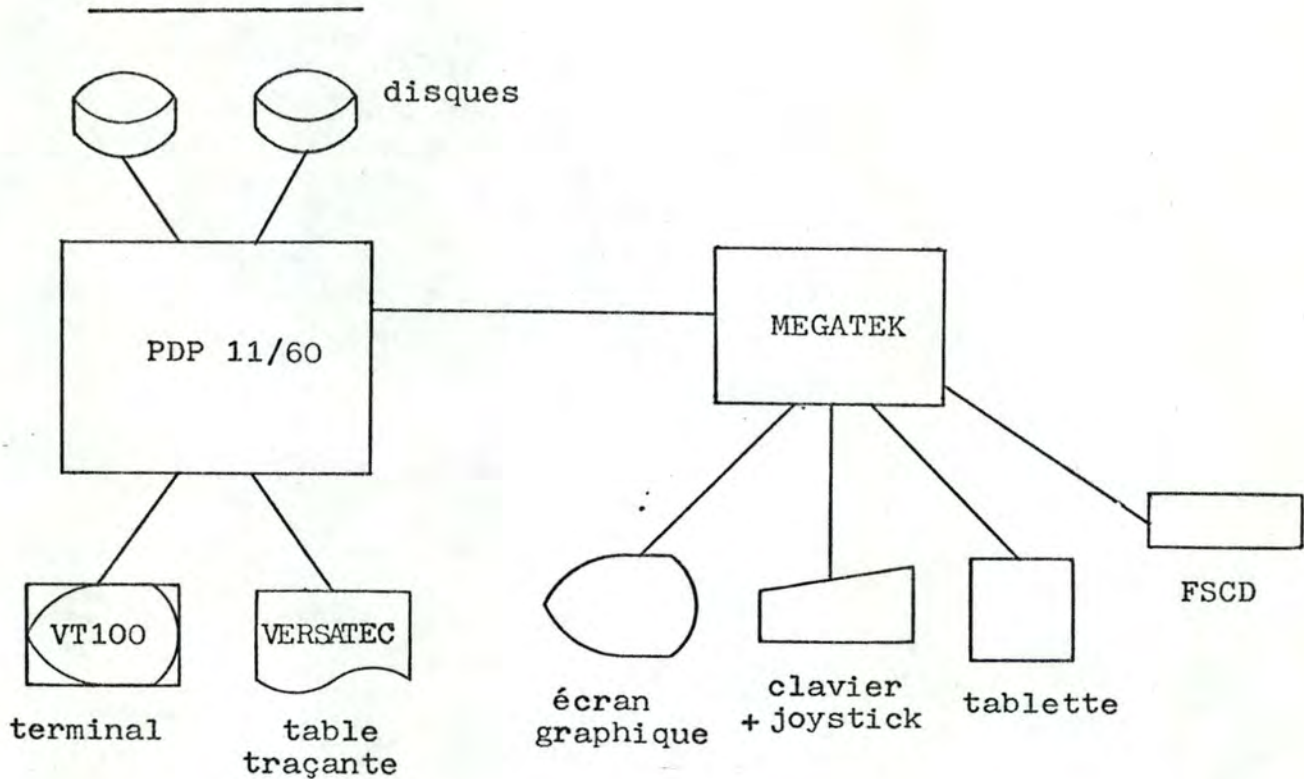 disques
PDP 11/60
MEGATEK
VT100
VERSATEC
FSCD
terminal
table
traçante
écran
graphique
clavier
+ joystick
tablette